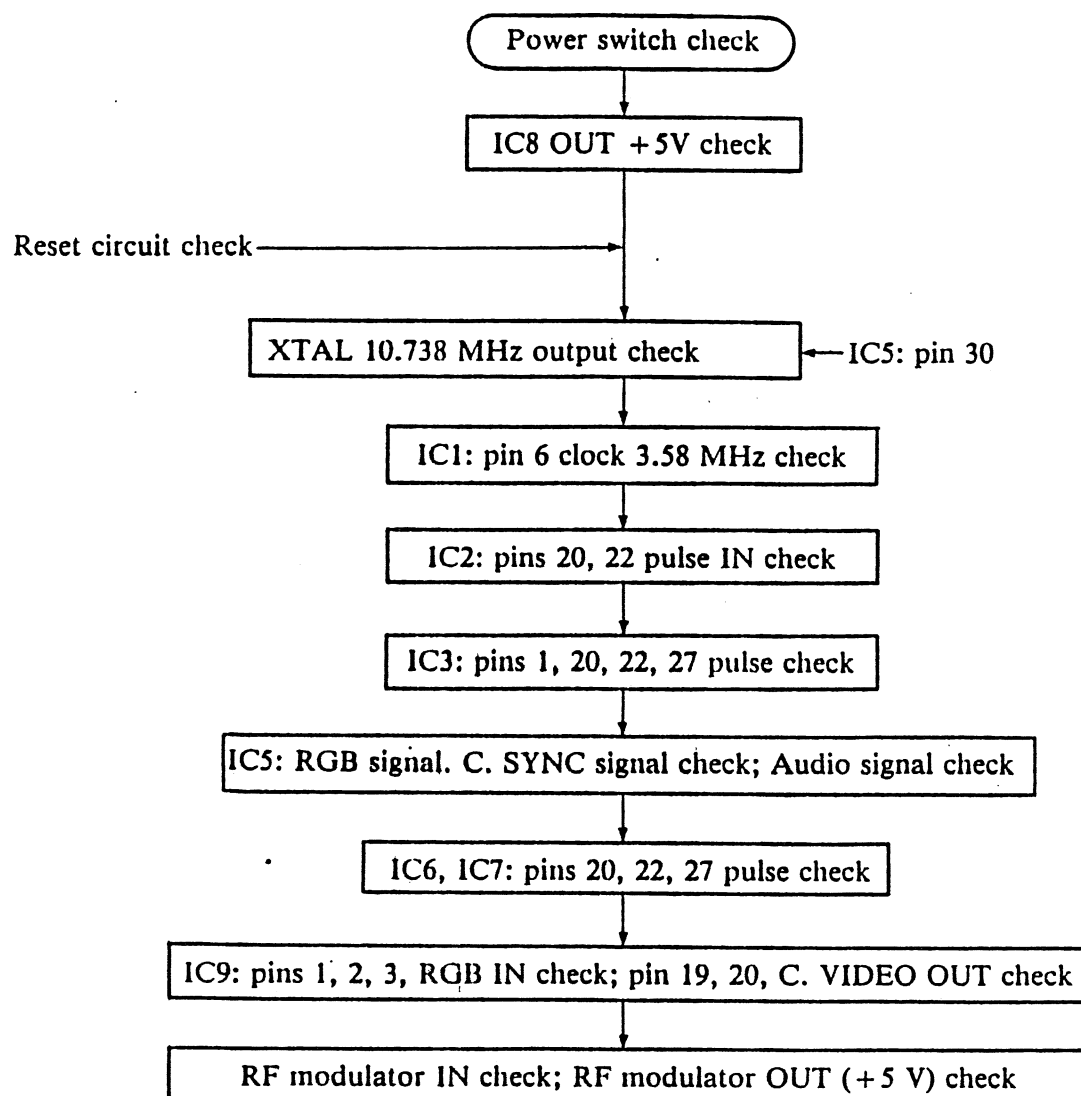 Power switch check
IC8 OUT +5V check
Reset circuit check
XTAL 10.738 MHz output check
IC5: pin 30
IC1: pin 6 clock 3.58 MHz check
IC2: pins 20, 22 pulse IN check
IC3: pins 1, 20, 22, 27 pulse check
IC5: RGB signal. C. SYNC signal check; Audio signal check
IC6, IC7: pins 20, 22, 27 pulse check
IC9: pins 1, 2, 3, RGB IN check; pin 19, 20, C. VIDEO OUT check
RF modulator IN check; RF modulator OUT (+5 V) check